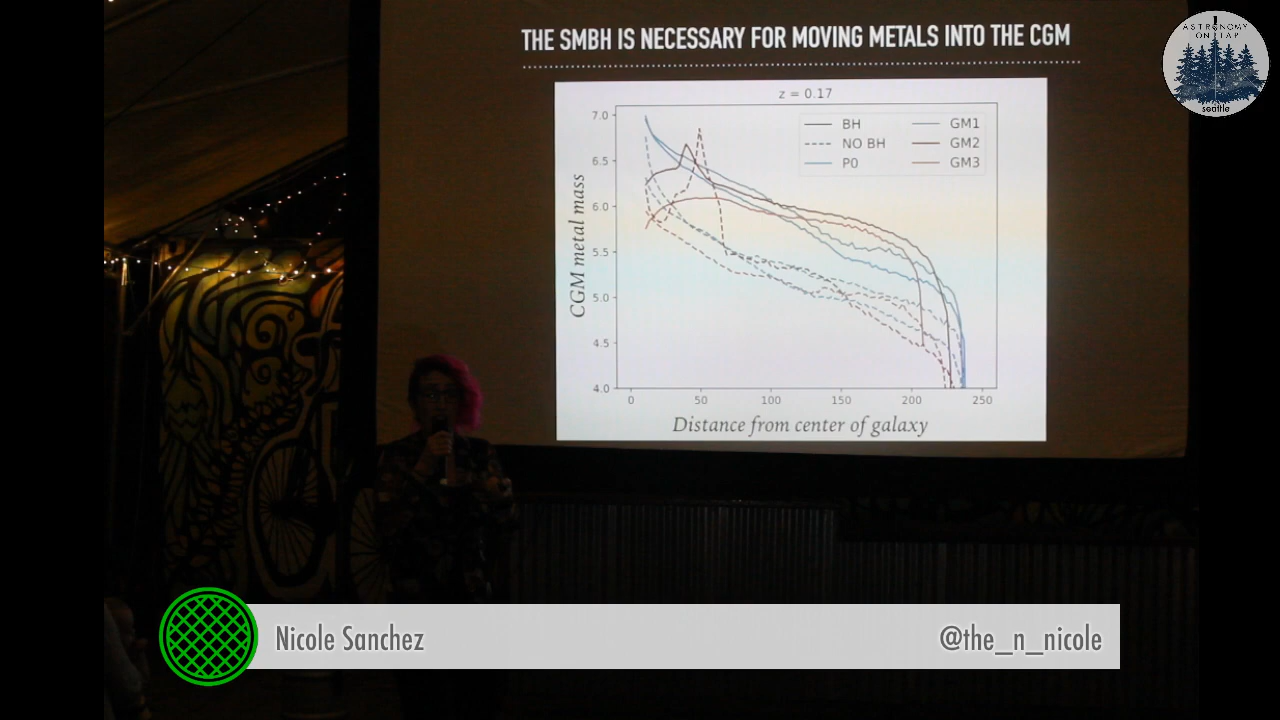 THE SMBH IS NECESSARY FOR MOVING METALS INTO THE CGM
ASTRONOMY
ON TAP
seattle
z = 0.17
BH
NO BH
P0
GM1
GM2
GM3
7.0
6.5
6.0
5.5
5.0
4.5
4.0
CGM metal mass
0 50 100 150 200 250
Distance from center of galaxy
Nicole Sanchez
@the_n_nicole